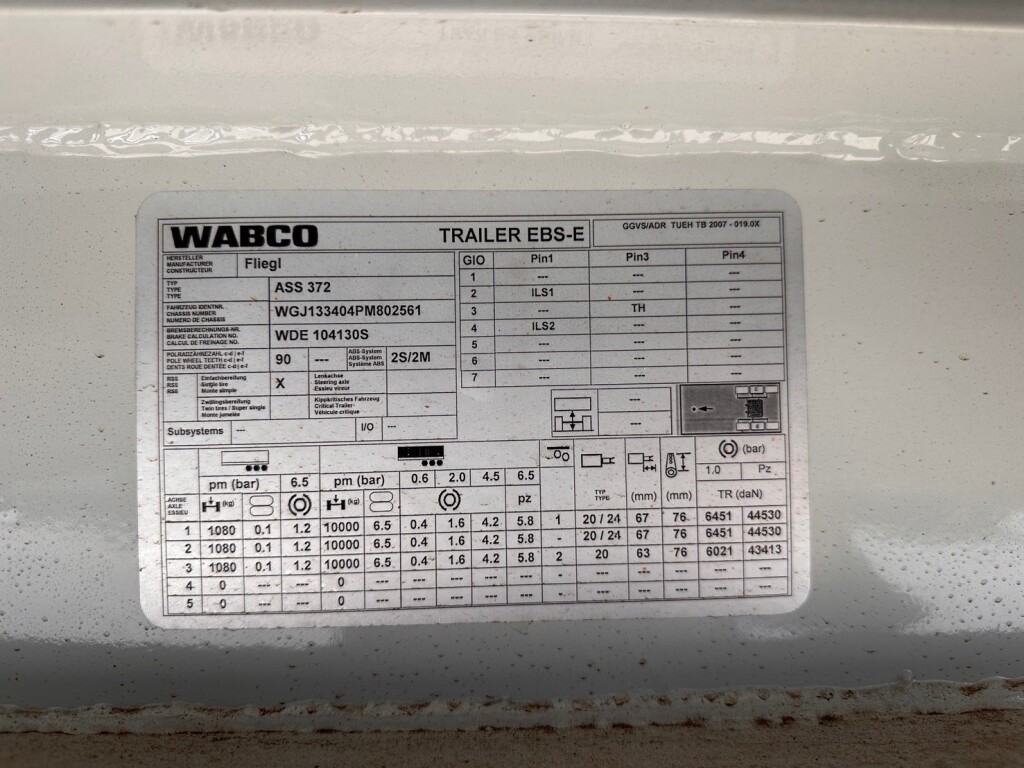 WABCO
TRAILER EBS-E
GGVS/ADR TUEH TB 2007 - 019.0X
HERSTELLER
MANUFACTURER
CONSTRUCTEUR
Fliegl
TYP
TYPE
TYPE
ASS 372
FAHRZEUG IDENTNR.
CHASSIS NUMBER
NUMERO DE CHASSIS
WGJ133404PM802561
BREMSBERECHNUNGS-NR.
BRAKE CALCULATION NO.
CALCUL DE FREINAGE NO.
WDE 104130S
POLRADZÄHNEZAHL c-d | e-f
POLE WHEEL TEETH c-d | e-f
DENTS ROUE DENTÉE c-d | e-f
90 ---
ABS-System
ABS-System
Système ABS
2S/2M
RSS
RSS
RSS
Einfachbereifung
-Single tire
Monte simple
X
Lenkachse
- Steering axle
-Essieu vireur
Zwillingsbereifung
Twin tires / Super single
Monte jumelée
Kippkritisches Fahrzeug
Critical Trailer-
Véhicule critique
Subsystems ---
I/O ---
GIO Pin1 Pin3 Pin4
1 --- --- ---
2 ILS1 --- ---
3 --- TH ---
4 ILS2 --- ---
5 --- --- ---
6 --- --- ---
7 --- --- ---
---
---
pm (bar) 6.5 pm (bar) 0.6 2.0 4.5 6.5
(bar)
1.0 Pz
ACHSE
AXLE
ESSIEU
(kg) (kg) pz
TYP
TYPE
(mm) (mm) TR (daN)
1 1080 0.1 1.2 10000 6.5 0.4 1.6 4.2 5.8 1 20 / 24 67 76 6451 44530
2 1080 0.1 1.2 10000 6.5 0.4 1.6 4.2 5.8 - 20 / 24 67 76 6451 44530
3 1080 0.1 1.2 10000 6.5 0.4 1.6 4.2 5.8 2 20 63 76 6021 43413
4 0 --- --- 0 --- --- --- --- --- - --- --- --- --- ---
5 0 --- --- 0 --- --- --- --- --- - --- --- --- --- ---